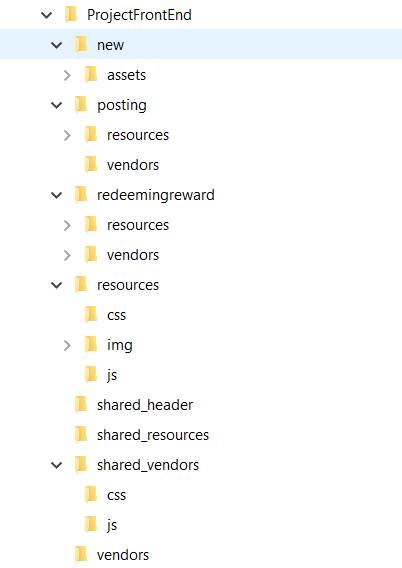 ProjectFrontEnd
new
assets
posting
resources
vendors
redeemingreward
resources
vendors
resources
css
img
js
shared_header
shared_resources
shared_vendors
css
js
vendors